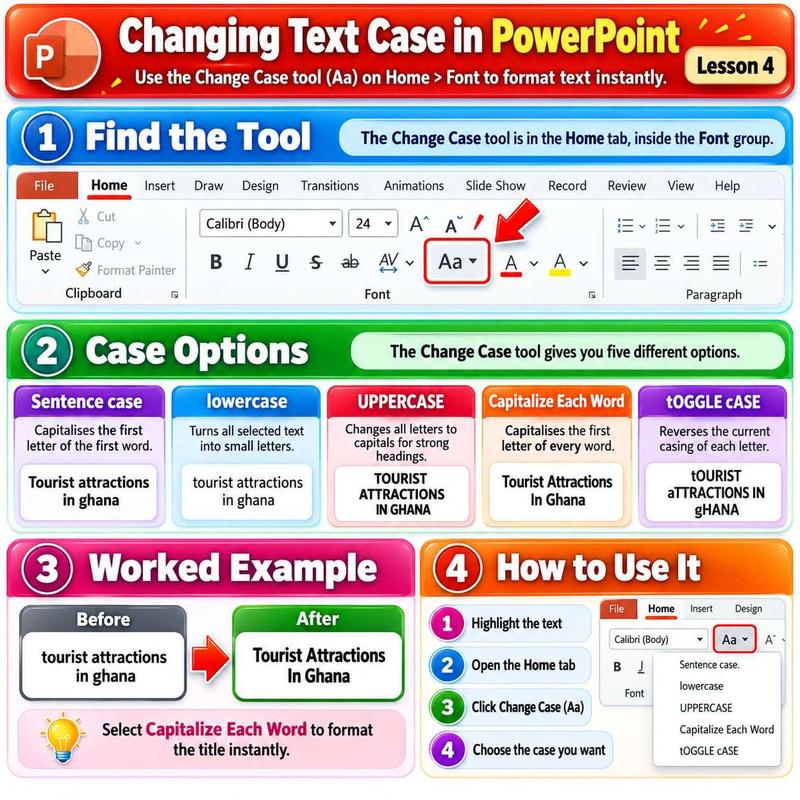 P
Changing Text Case in PowerPoint
Use the Change Case tool (Aa) on Home > Font to format text instantly.
Lesson 4
1 Find the Tool
The Change Case tool is in the Home tab, inside the Font group.
File Home Insert Draw Design Transitions Animations Slide Show Record Review View Help
Paste
Cut
Copy
Format Painter
Clipboard
Calibri (Body) 24 A A
B I U S ab AV Aa A A
Font
Paragraph
2 Case Options
The Change Case tool gives you five different options.
Sentence case
Capitalises the first
letter of the first word.
Tourist attractions
in ghana
lowercase
Turns all selected text
into small letters.
tourist attractions
in ghana
UPPERCASE
Changes all letters to
capitals for strong
headings.
TOURIST
ATTRACTIONS
IN GHANA
Capitalize Each Word
Capitalises the first
letter of every word.
Tourist Attractions
In Ghana
tOGGLE cASE
Reverses the current
casing of each letter.
tOURIST
aTTRACTIONS IN
gHANA
3 Worked Example
Before
tourist attractions
in ghana
After
Tourist Attractions
In Ghana
Select Capitalize Each Word to format
the title instantly.
4 How to Use It
1 Highlight the text
2 Open the Home tab
3 Click Change Case (Aa)
4 Choose the case you want
File Home Insert Design
Calibri (Body) Aa A
B I
Font
Sentence case.
lowercase
UPPERCASE
Capitalize Each Word
tOGGLE cASE